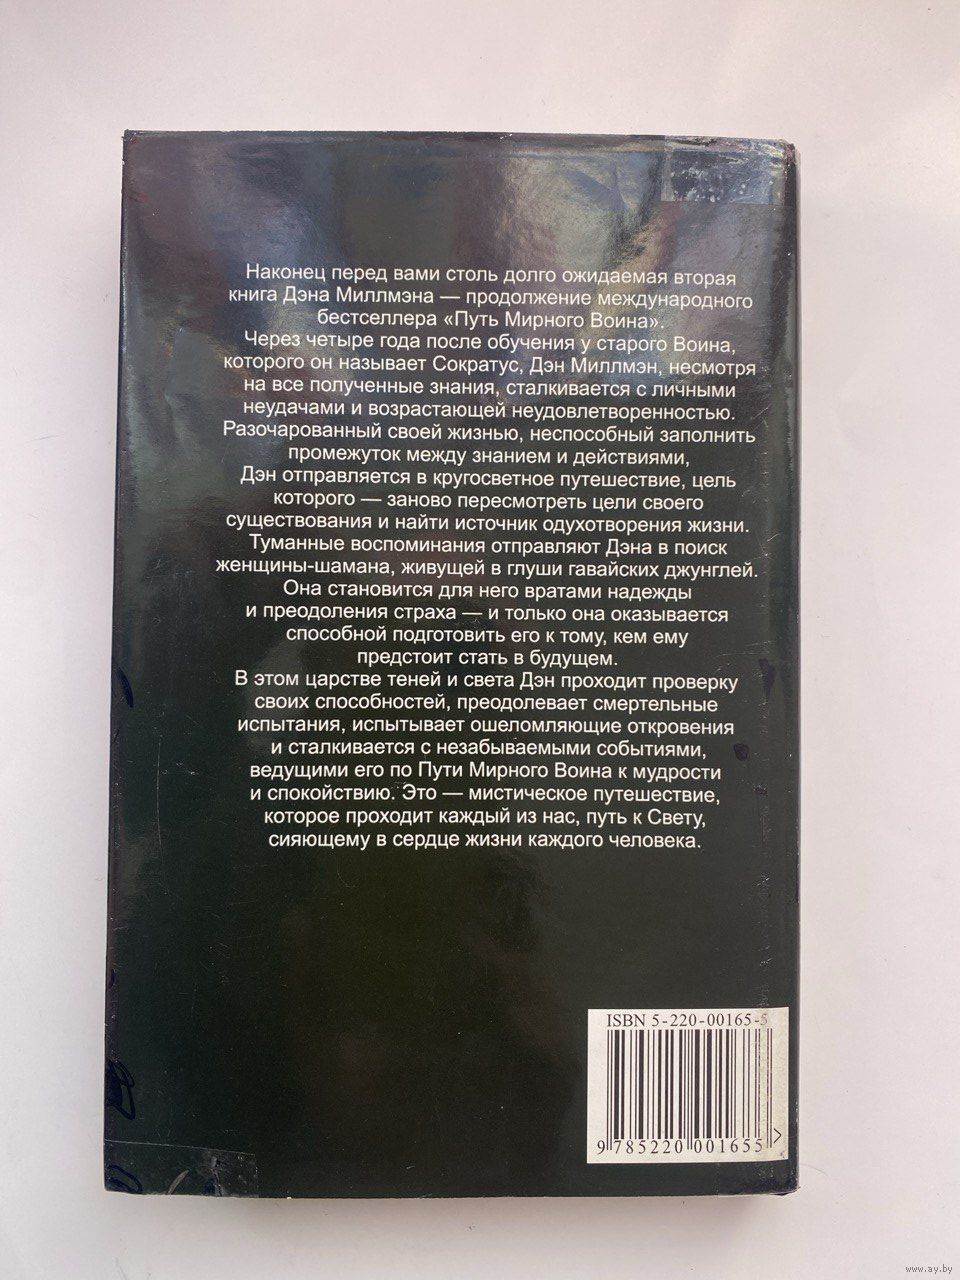 Наконец перед вами столь долго ожидаемая вторая
книга Дэна Миллмэна — продолжение международного
бестселлера «Путь Мирного Воина».
Через четыре года после обучения у старого Воина,
которого он называет Сократус, Дэн Миллмэн, несмотря
на все полученные знания, сталкивается с личными
неудачами и возрастающей неудовлетворенностью.
Разочарованный своей жизнью, неспособный заполнить
промежуток между знанием и действиями,
Дэн отправляется в кругосветное путешествие, цель
которого — заново пересмотреть цели своего
существования и найти источник одухотворения жизни.
Туманные воспоминания отправляют Дэна в поиск
женщины-шамана, живущей в глуши гавайских джунглей.
Она становится для него вратами надежды
и преодоления страха — и только она оказывается
способной подготовить его к тому, кем ему
предстоит стать в будущем.
В этом царстве теней и света Дэн проходит проверку
своих способностей, преодолевает смертельные
испытания, испытывает ошеломляющие откровения
и сталкивается с незабываемыми событиями,
ведущими его по Пути Мирного Воина к мудрости
и спокойствию. Это — мистическое путешествие,
которое проходит каждый из нас, путь к Свету,
сияющему в сердце жизни каждого человека.
ISBN 5-220-00165-5
9 785220 001655 >
www.ay.by